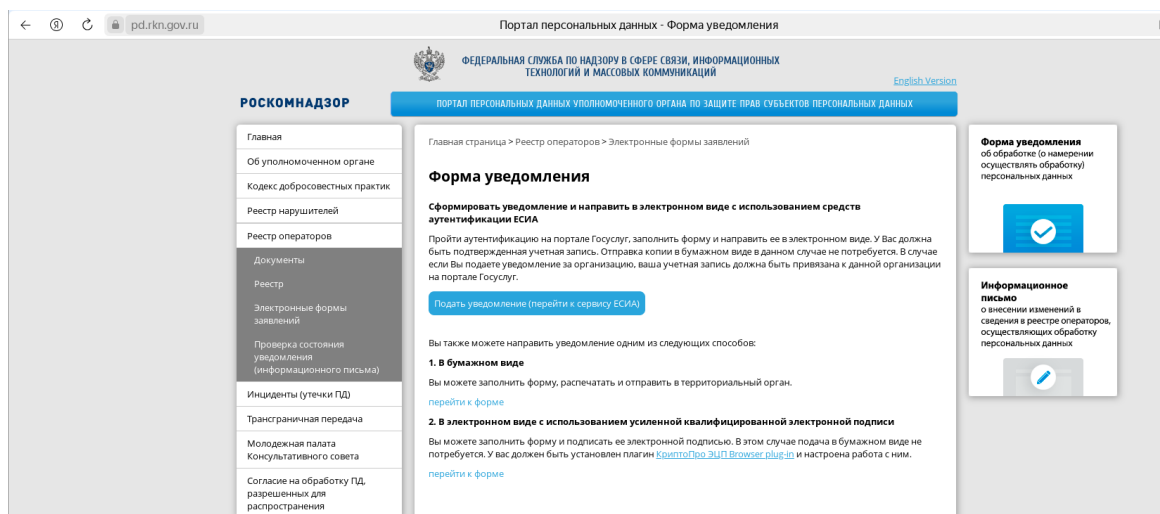 pd.rkn.gov.ru
Портал персональных данных - Форма уведомления
ФЕДЕРАЛЬНАЯ СЛУЖБА ПО НАДЗОРУ В СФЕРЕ СВЯЗИ, ИНФОРМАЦИОННЫХ
ТЕХНОЛОГИЙ И МАССОВЫХ КОММУНИКАЦИЙ
English Version
РОСКОМНАДЗОР
ПОРТАЛ ПЕРСОНАЛЬНЫХ ДАННЫХ УПОЛНОМОЧЕННОГО ОРГАНА ПО ЗАЩИТЕ ПРАВ СУБЪЕКТОВ ПЕРСОНАЛЬНЫХ ДАННЫХ
Главная
Об уполномоченном органе
Кодекс добросовестных практик
Реестр нарушителей
Реестр операторов
Документы
Реестр
Электронные формы
заявлений
Проверка состояния
уведомления
(информационного письма)
Инциденты (утечки ПД)
Трансграничная передача
Молодежная палата
Консультативного совета
Согласие на обработку ПД,
разрешенных для
распространения
Главная страница > Реестр операторов > Электронные формы заявлений
Форма уведомления
Сформировать уведомление и направить в электронном виде с использованием средств
аутентификации ЕСИА
Пройти аутентификацию на портале Госуслуг, заполнить форму и направить ее в электронном виде. У Вас должна
быть подтвержденная учетная запись. Отправка копии в бумажном виде в данном случае не потребуется. В случае
если Вы подаете уведомление за организацию, ваша учетная запись должна быть привязана к данной организации
на портале Госуслуг.
Подать уведомление (перейти к сервису ЕСИА)
Вы также можете направить уведомление одним из следующих способов:
1. В бумажном виде
Вы можете заполнить форму, распечатать и отправить в территориальный орган.
перейти к форме
2. В электронном виде с использованием усиленной квалифицированной электронной подписи
Вы можете заполнить форму и подписать ее электронной подписью. В этом случае подача в бумажном виде не
потребуется. У вас должен быть установлен плагин КриптоПро ЭЦП Browser plug-in и настроена работа с ним.
перейти к форме
Форма уведомления
об обработке (о намерении
осуществлять обработку)
персональных данных
Информационное
письмо
о внесении изменений в
сведения в реестре операторов,
осуществляющих обработку
персональных данных